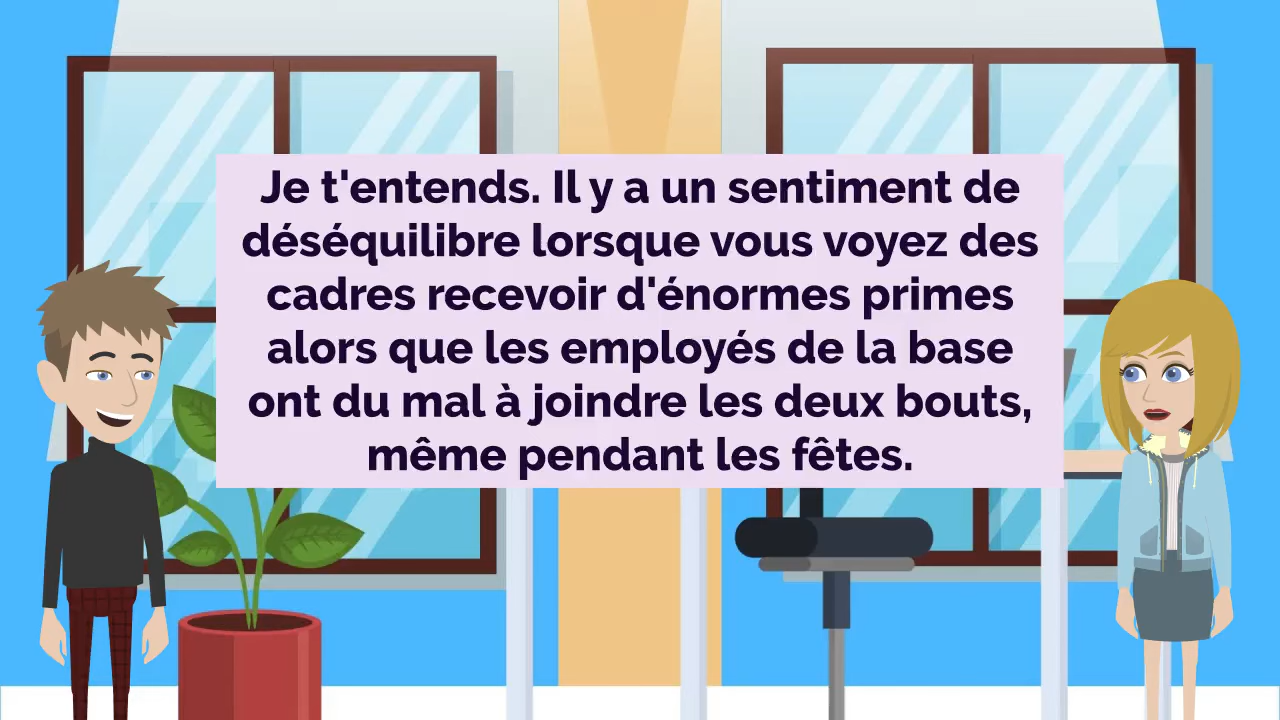 Je t'entends. Il y a un sentiment de
déséquilibre lorsque vous voyez des
cadres recevoir d'énormes primes
alors que les employés de la base
ont du mal à joindre les deux bouts,
même pendant les fêtes.